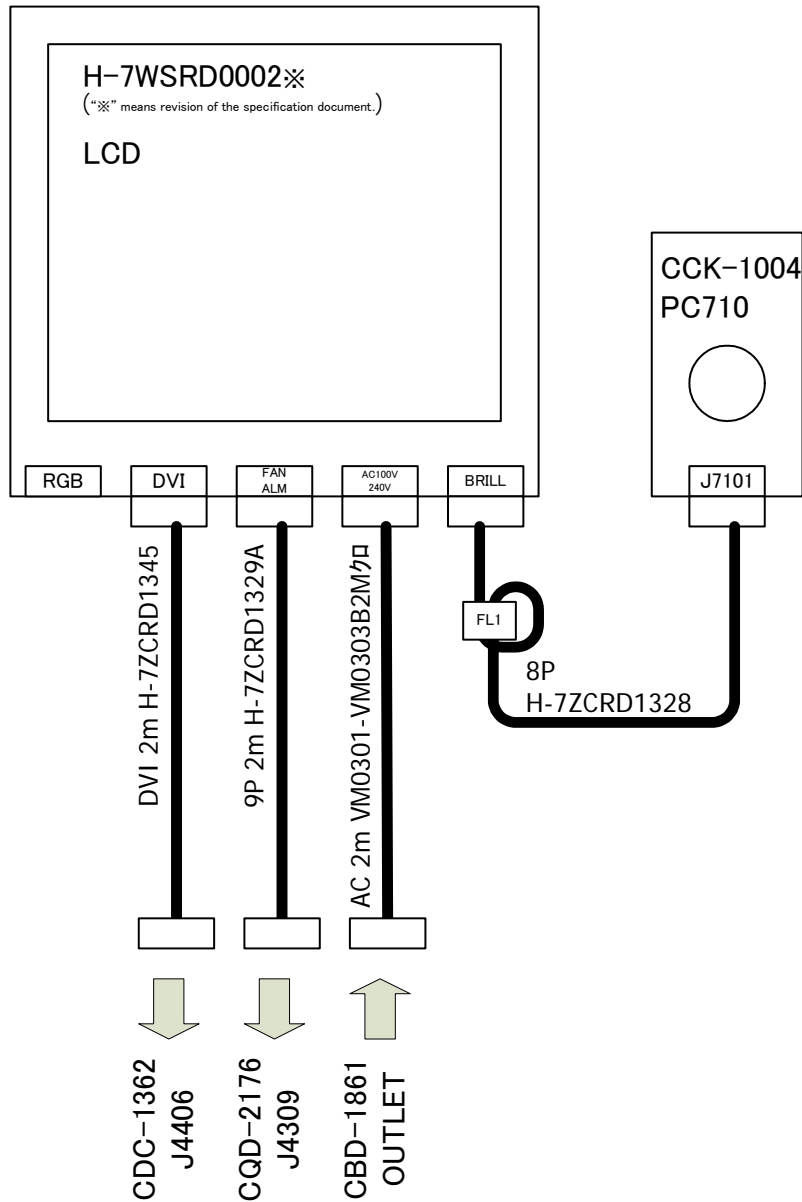 H-7WSRD0002※
("※" means revision of the specification document.)
LCD
CCK-1004
PC710
RGB
DVI
FAN
ALM
AC100V
240V
BRILL
J7101
FL1
8P
H-7ZCRD1328
DVI 2m H-7ZCRD1345
9P 2m H-7ZCRD1329A
AC 2m VM0301-VM0303B2Mクロ
CDC-1362
J4406
CQD-2176
J4309
CBD-1861
OUTLET